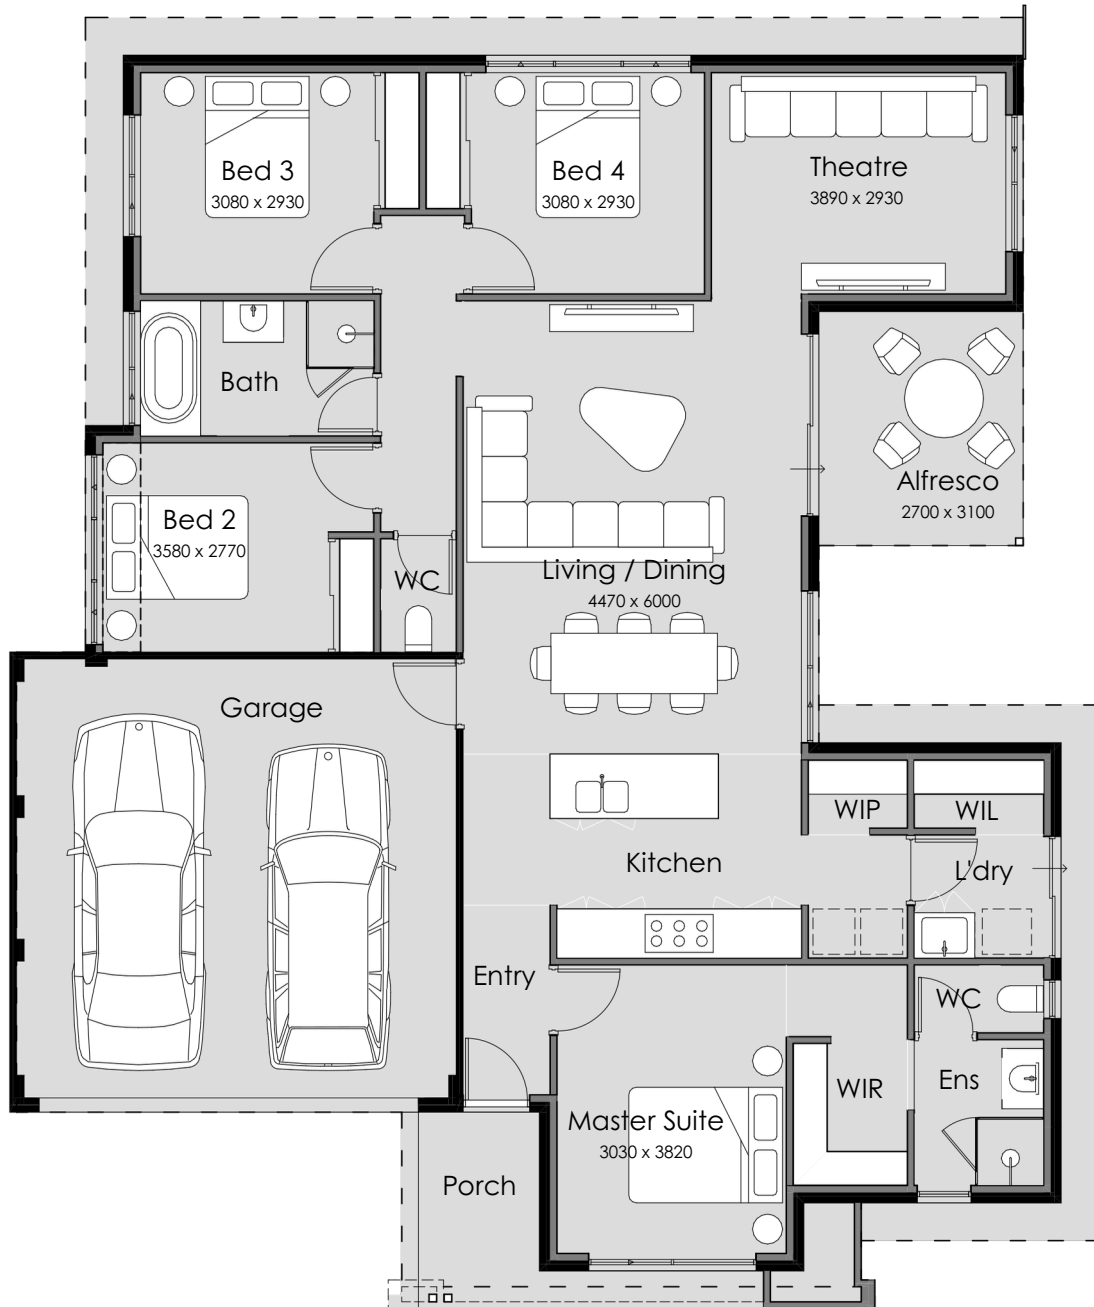 Bed 3
3080 x 2930
Bed 4
3080 x 2930
Theatre
3890 x 2930
Bath
Alfresco
2700 x 3100
Bed 2
3580 x 2770
WC
Living / Dining
4470 x 6000
Garage
WIP
WIL
Kitchen
L'dry
Entry
WC
Ens
WIR
Master Suite
3030 x 3820
Porch